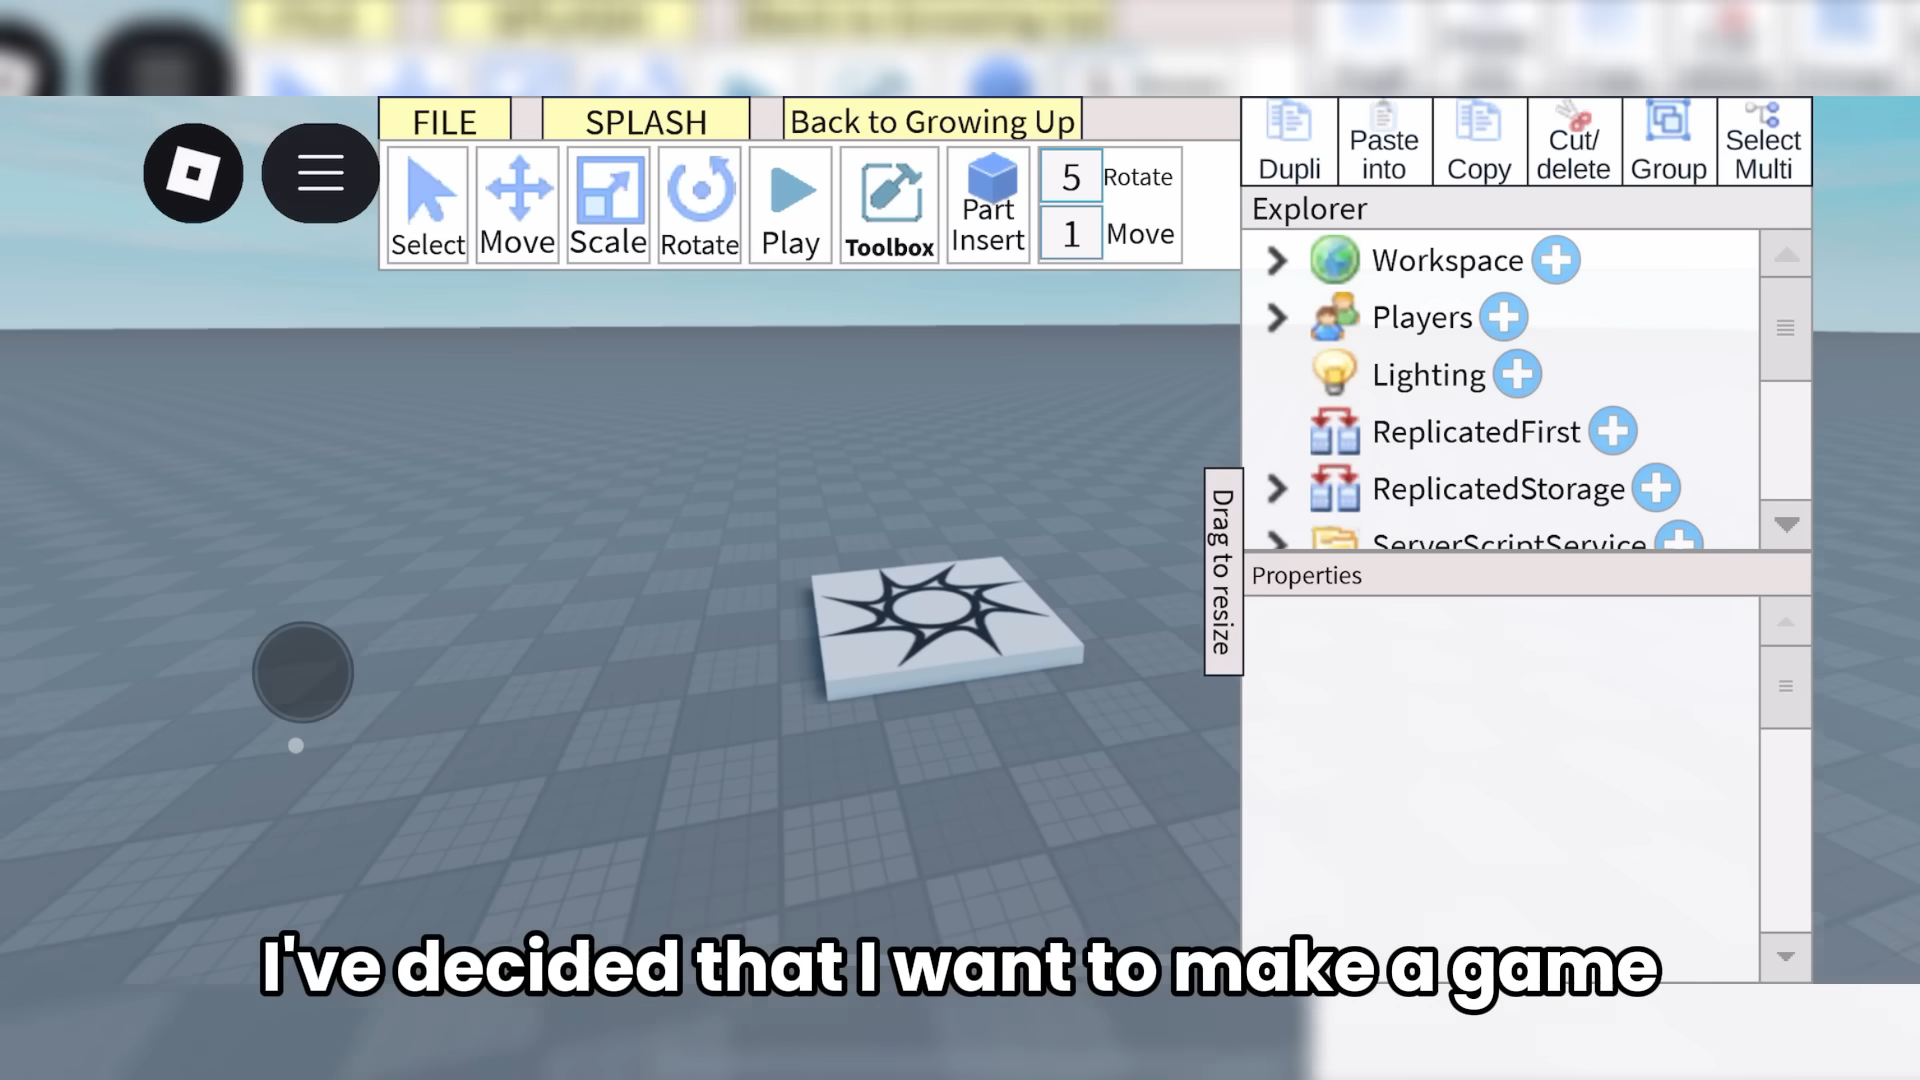 FILE
SPLASH
Back to Growing Up
Select
Move
Scale
Rotate
Play
Toolbox
Part
Insert
5 Rotate
1 Move
Dupli
Paste
into
Copy
Cut/
delete
Group
Select
Multi
Explorer
Workspace
Players
Lighting
ReplicatedFirst
ReplicatedStorage
ServerScriptService
Drag to resize
Properties
I've decided that I want to make a game